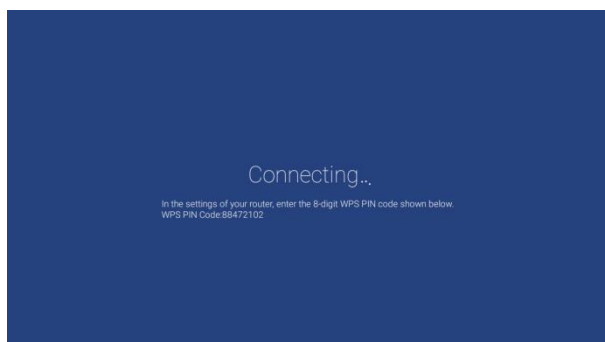 Connecting...
In the settings of your router, enter the 8-digit WPS PIN code shown below.
WPS PIN Code:88472102